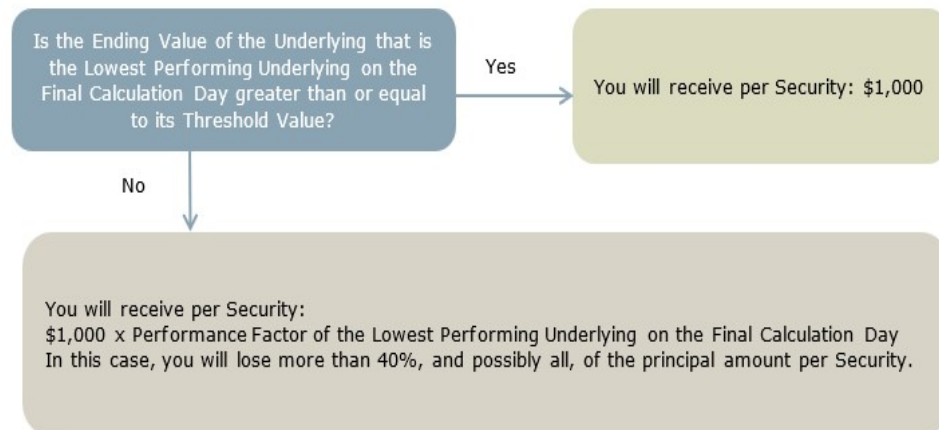 Is the Ending Value of the Underlying that is
the Lowest Performing Underlying on the
Final Calculation Day greater than or equal
to its Threshold Value?
Yes
You will receive per Security: $1,000
No
You will receive per Security:
$1,000 x Performance Factor of the Lowest Performing Underlying on the Final Calculation Day
In this case, you will lose more than 40%, and possibly all, of the principal amount per Security.